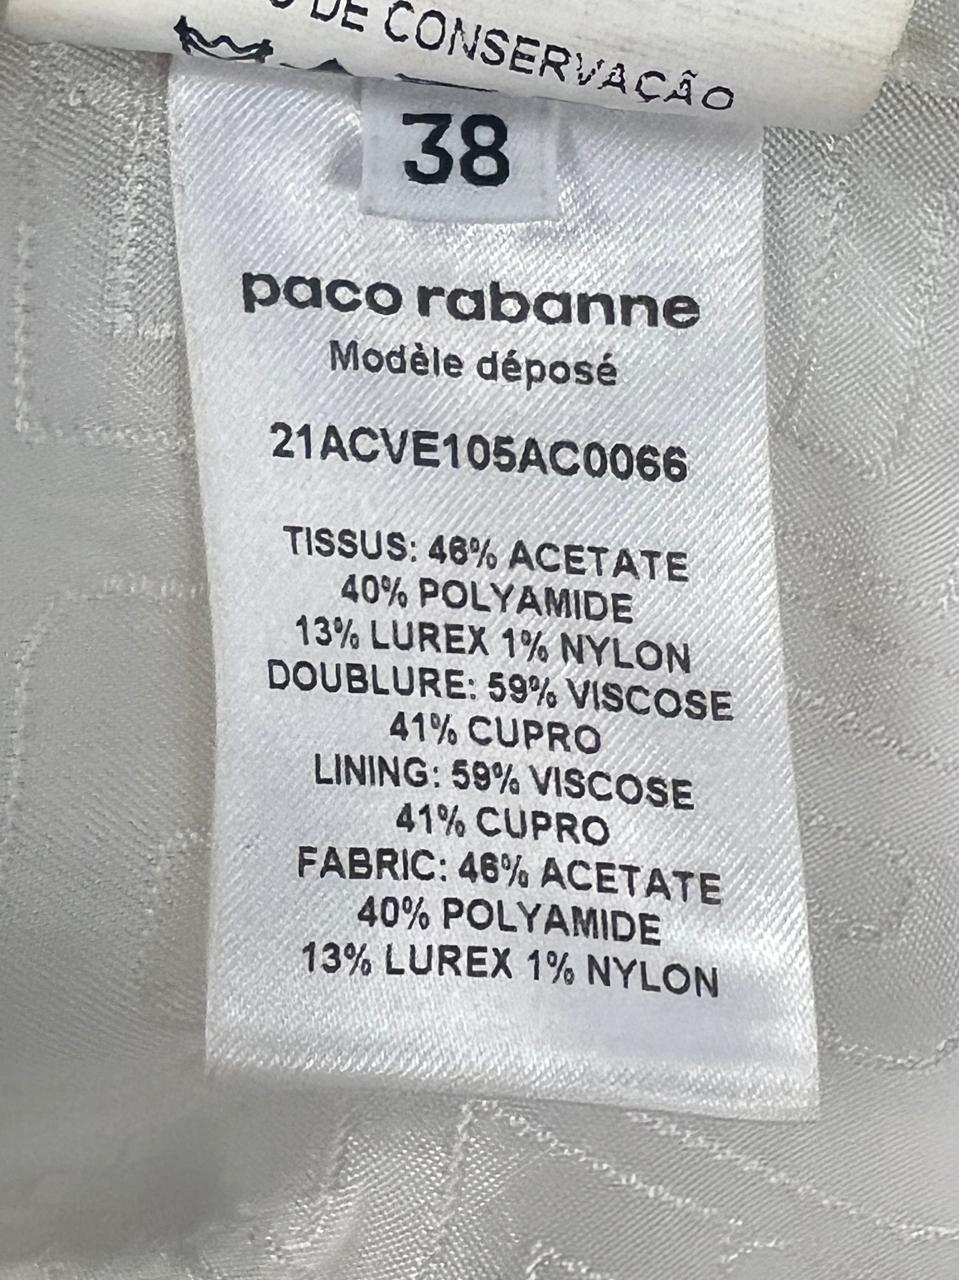 DE CONSERVAÇÃO
38
paco rabanne
Modèle déposé
21ACVE105AC0066
TISSUS: 46% ACETATE
40% POLYAMIDE
13% LUREX 1% NYLON
DOUBLURE: 59% VISCOSE
41% CUPRO
LINING: 59% VISCOSE
41% CUPRO
FABRIC: 46% ACETATE
40% POLYAMIDE
13% LUREX 1% NYLON